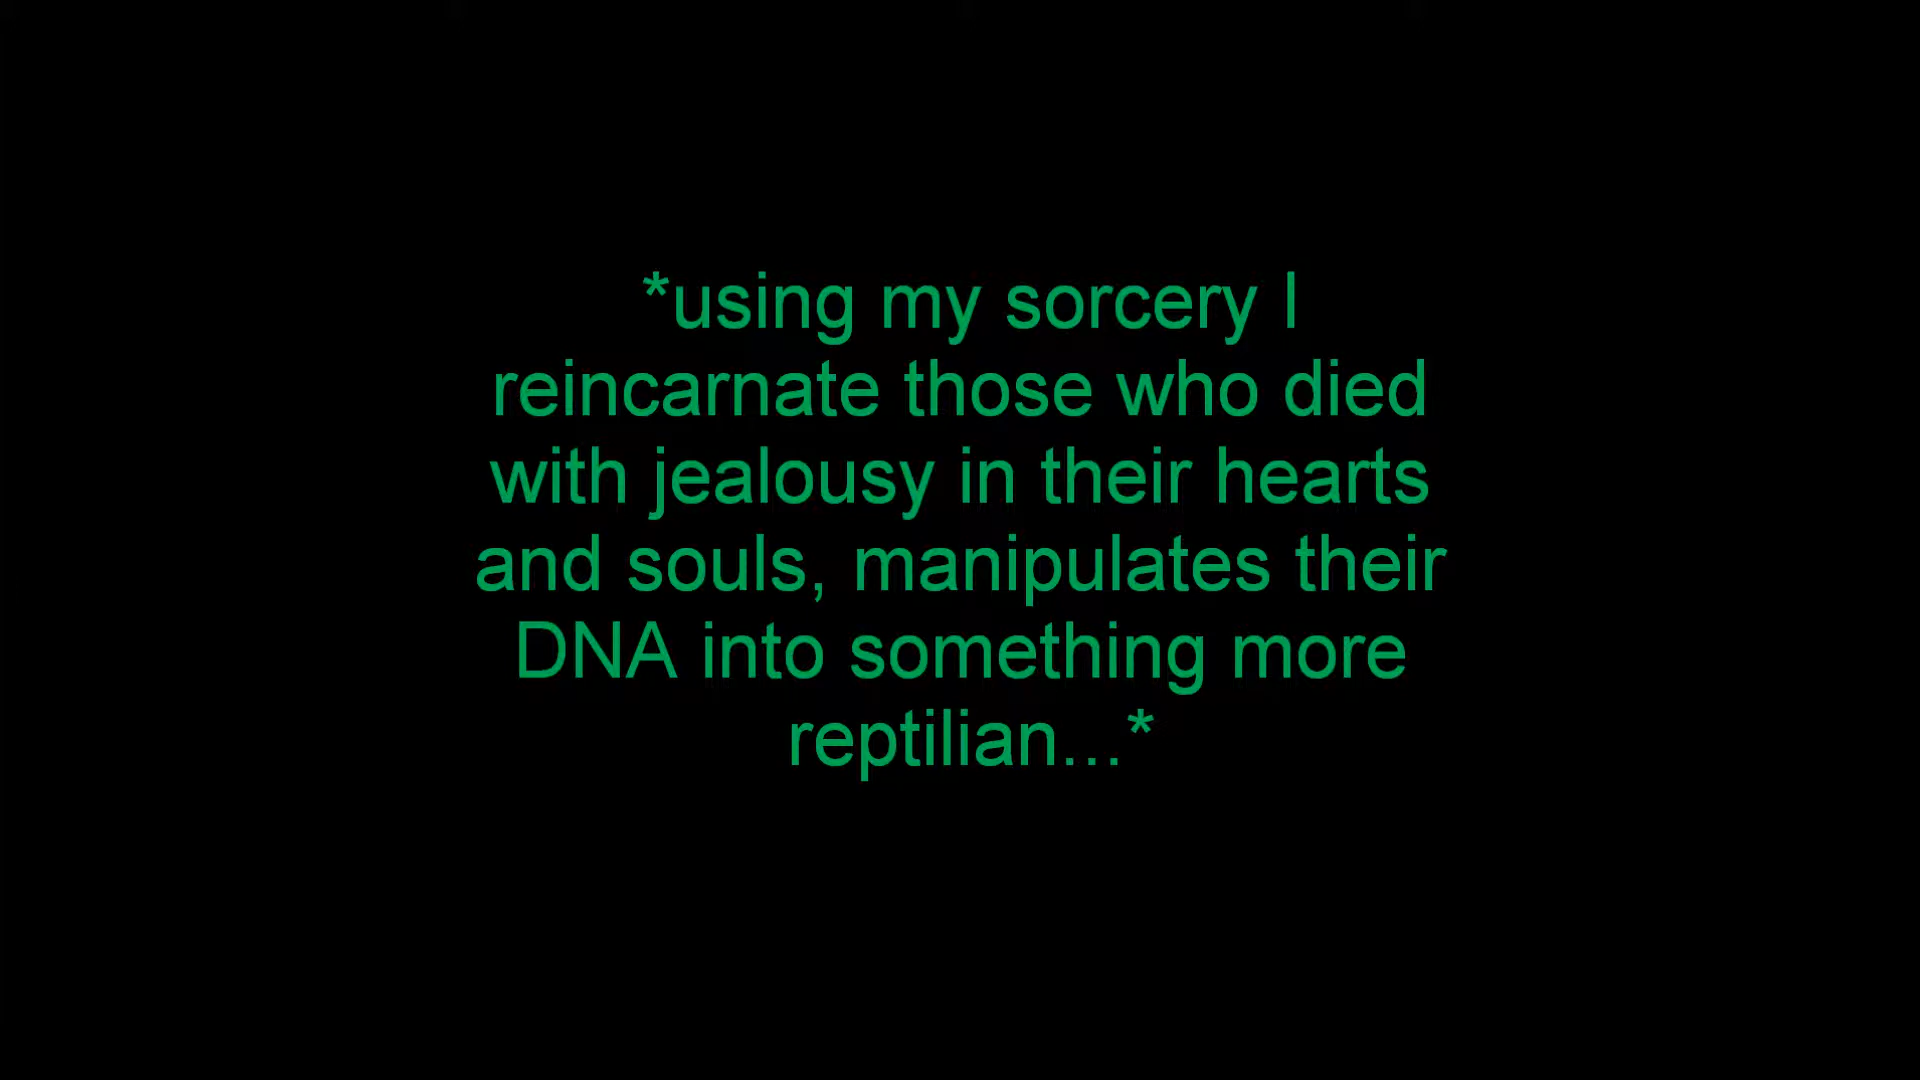 *using my sorcery I
reincarnate those who died
with jealousy in their hearts
and souls, manipulates their
DNA into something more
reptilian...*